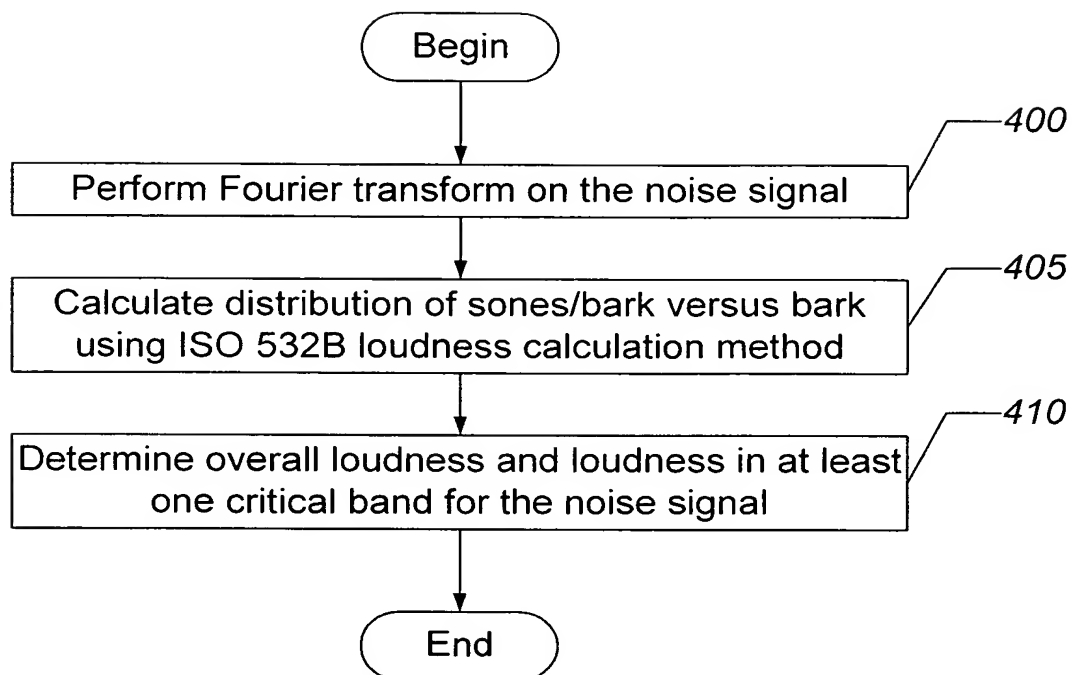 Begin
400
Perform Fourier transform on the noise signal
405
Calculate distribution of sones/bark versus bark
using ISO 532B loudness calculation method
410
Determine overall loudness and loudness in at least
one critical band for the noise signal
End